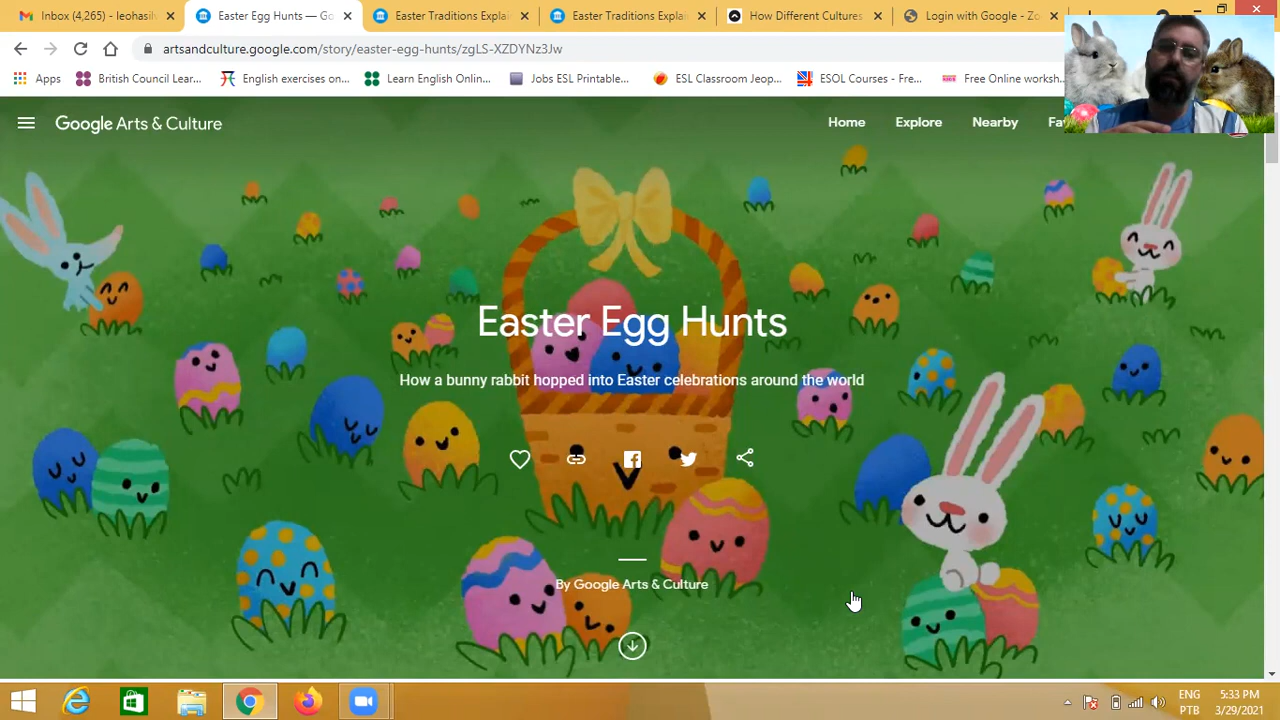 Inbox (4,265) - leohasil
Easter Egg Hunts — Go
Easter Traditions Explai
Easter Traditions Explai
How Different Cultures
Login with Google - Zo
artsandculture.google.com/story/easter-egg-hunts/zgLS-XZDYNz3Jw
Apps
British Council Lear...
English exercises on...
Learn English Onlin...
Jobs ESL Printable...
ESL Classroom Jeop...
ESOL Courses - Fre...
Free Online worksh...
Google Arts & Culture
Home
Explore
Nearby
Easter Egg Hunts
How a bunny rabbit hopped into Easter celebrations around the world
By Google Arts & Culture
ENG
5:33 PM
PTB
3/29/2021